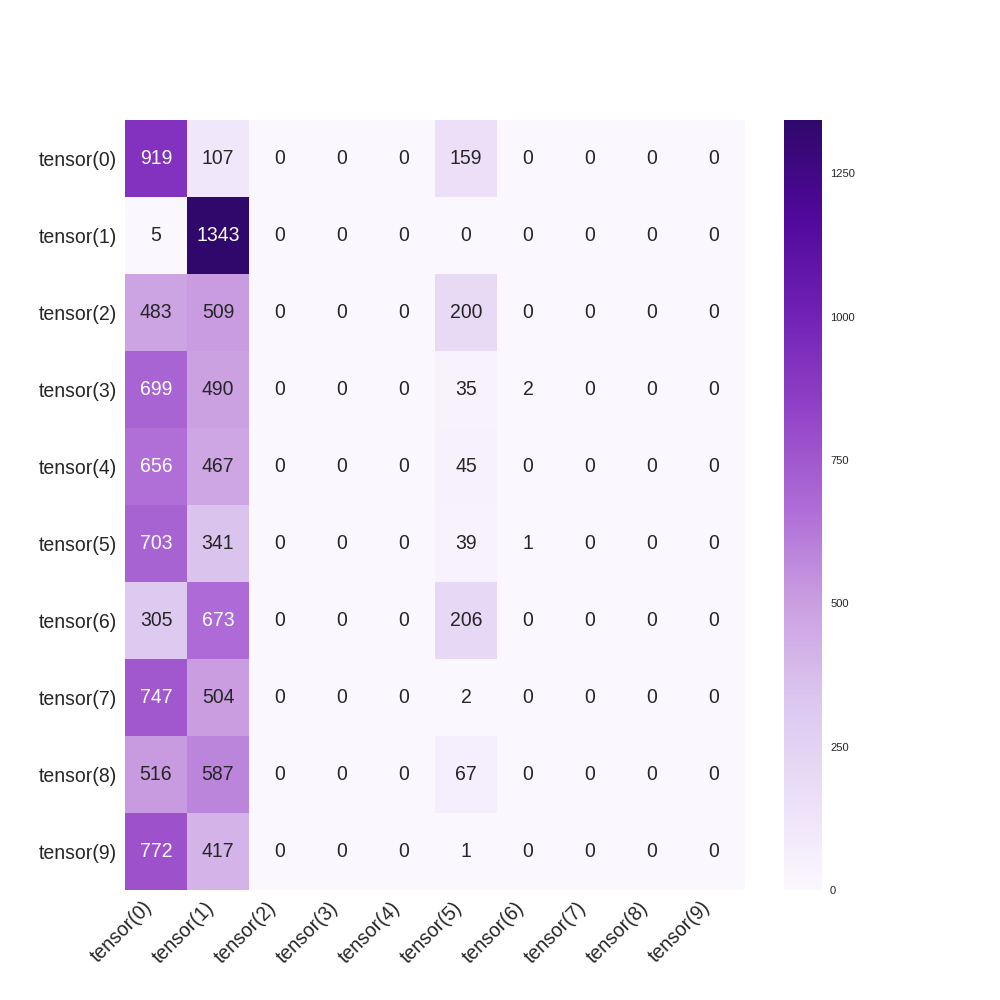 tensor(0) 919 107 0 0 0 159 0 0 0 0
tensor(1) 5 1343 0 0 0 0 0 0 0 0
tensor(2) 483 509 0 0 0 200 0 0 0 0
tensor(3) 699 490 0 0 0 35 2 0 0 0
tensor(4) 656 467 0 0 0 45 0 0 0 0
tensor(5) 703 341 0 0 0 39 1 0 0 0
tensor(6) 305 673 0 0 0 206 0 0 0 0
tensor(7) 747 504 0 0 0 2 0 0 0 0
tensor(8) 516 587 0 0 0 67 0 0 0 0
tensor(9) 772 417 0 0 0 1 0 0 0 0
tensor(0) tensor(1) tensor(2) tensor(3) tensor(4) tensor(5) tensor(6) tensor(7) tensor(8) tensor(9)
1250
1000
750
500
250
0